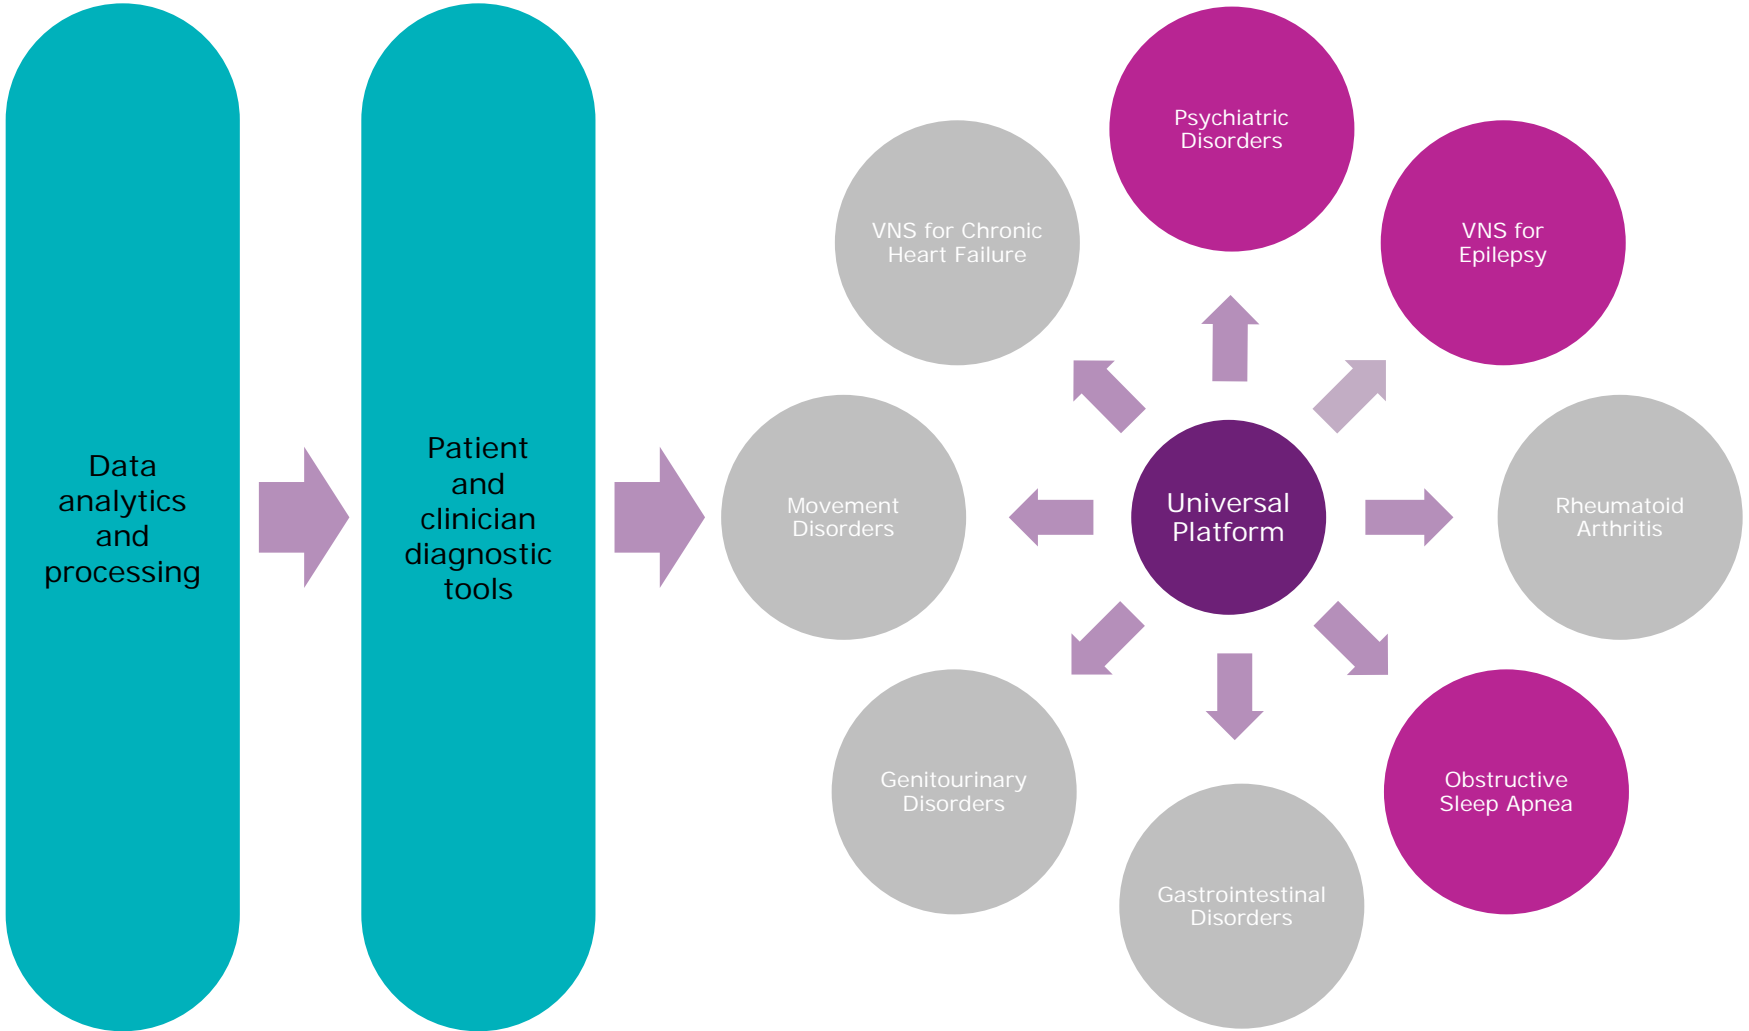 Data
analytics
and
processing
Patient
and
clinician
diagnostic
tools
Universal
Platform
Psychiatric
Disorders
VNS for
Epilepsy
Rheumatoid
Arthritis
Obstructive
Sleep Apnea
Gastrointestinal
Disorders
Genitourinary
Disorders
Movement
Disorders
VNS for Chronic
Heart Failure